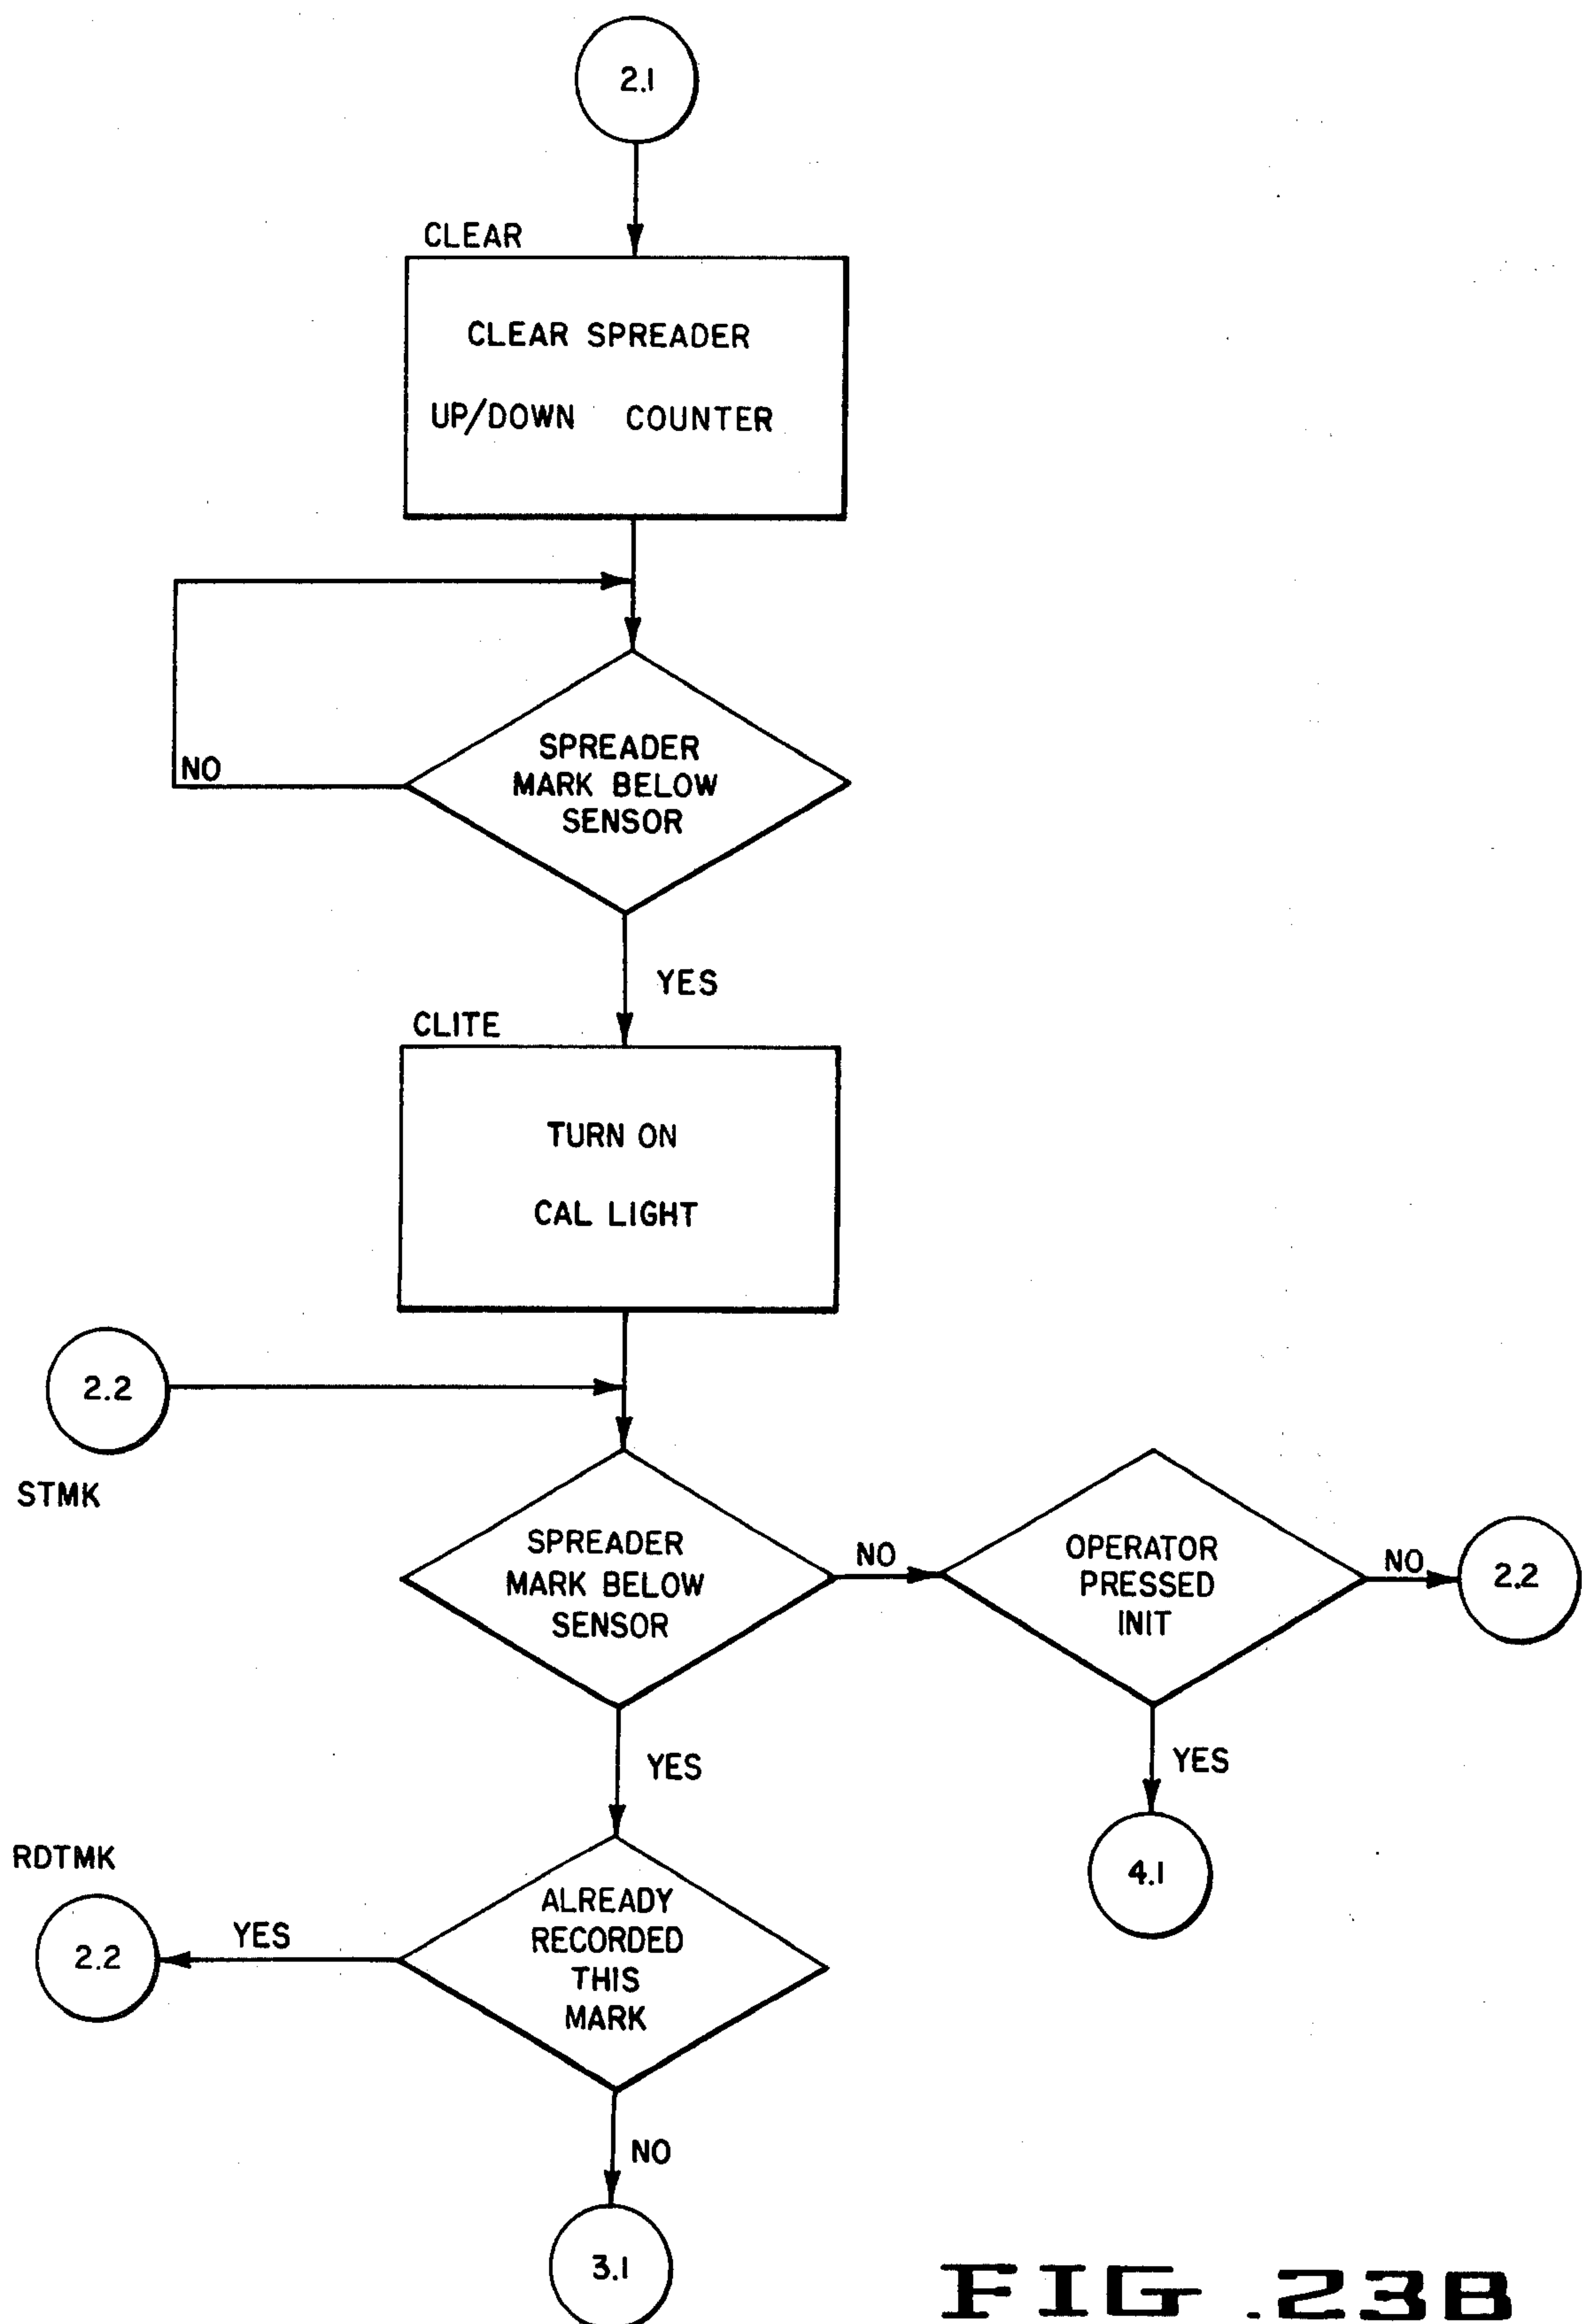 2.1
CLEAR
CLEAR SPREADER
UP/DOWN COUNTER
SPREADER
MARK BELOW
SENSOR
NO
YES
CLITE
TURN ON
CAL LIGHT
2.2
STMK
SPREADER
MARK BELOW
SENSOR
NO
OPERATOR
PRESSED
INIT
NO
2.2
YES
YES
4.1
RDTMK
2.2
YES
ALREADY
RECORDED
THIS
MARK
NO
3.1
FIG. 23B